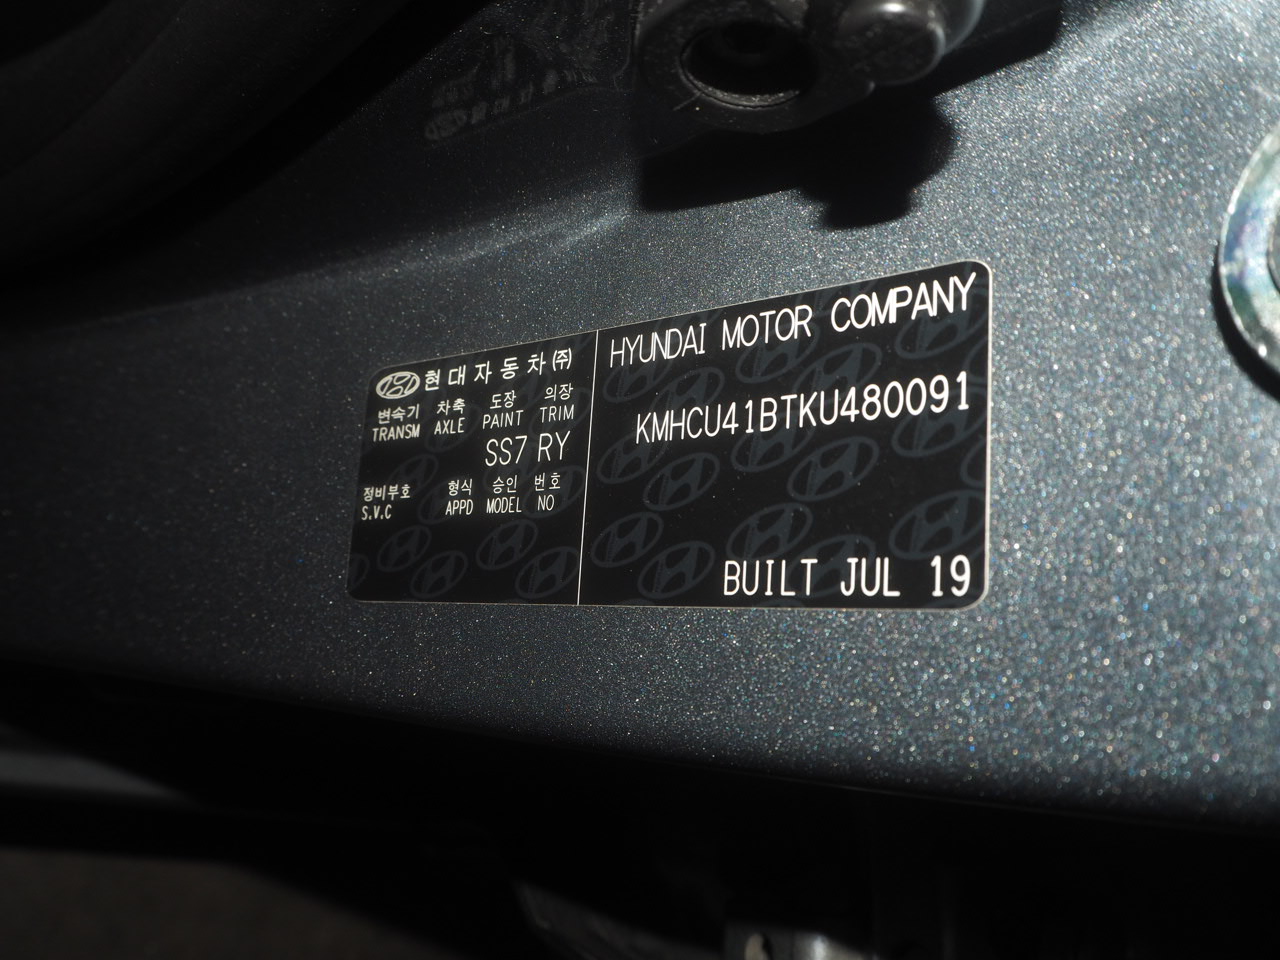 현대자동차(주)
변속기 차축 도장 의장
TRANSM AXLE PAINT TRIM
SS7 RY
정비부호 형식 승인 번호
S.V.C APPD MODEL NO
HYUNDAI MOTOR COMPANY
KMHCU41BTKU480091
BUILT JUL 19